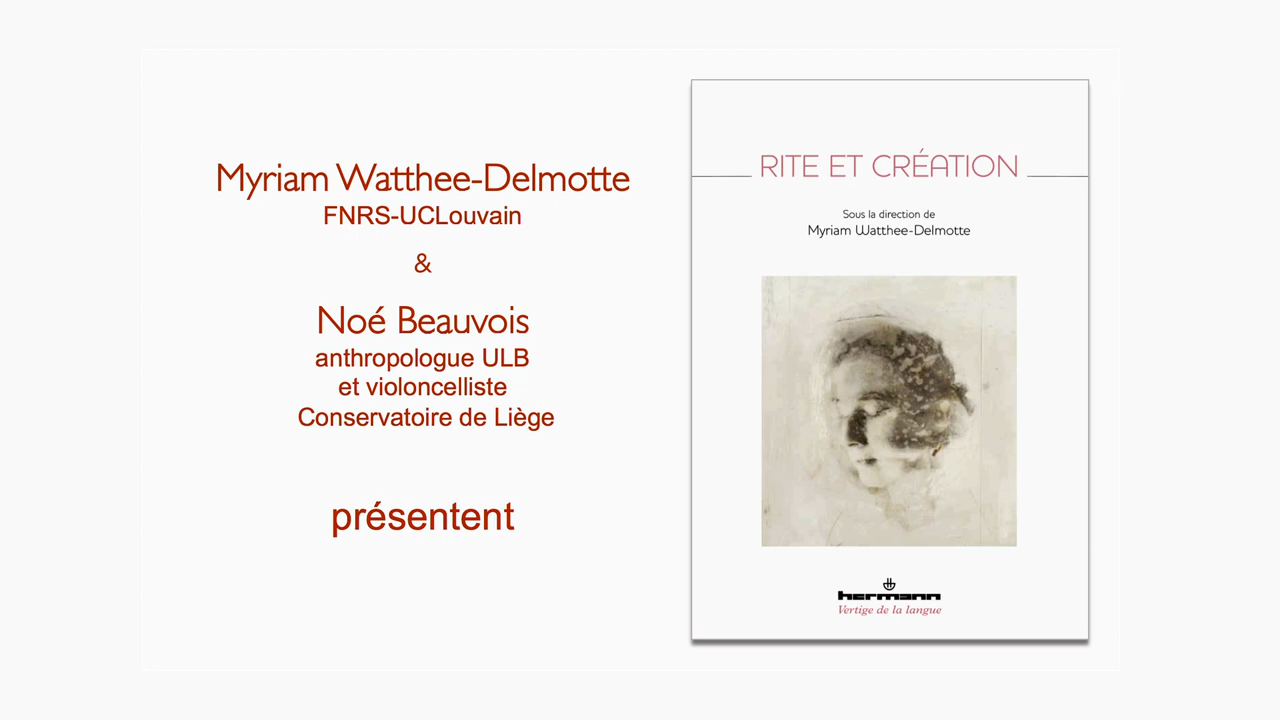 Myriam Watthee-Delmotte
FNRS-UCLouvain
&
Noé Beauvois
anthropologue ULB
et violoncelliste
Conservatoire de Liège
présentent
RITE ET CRÉATION
Sous la direction de
Myriam Watthee-Delmotte
hermann
Vertige de la langue